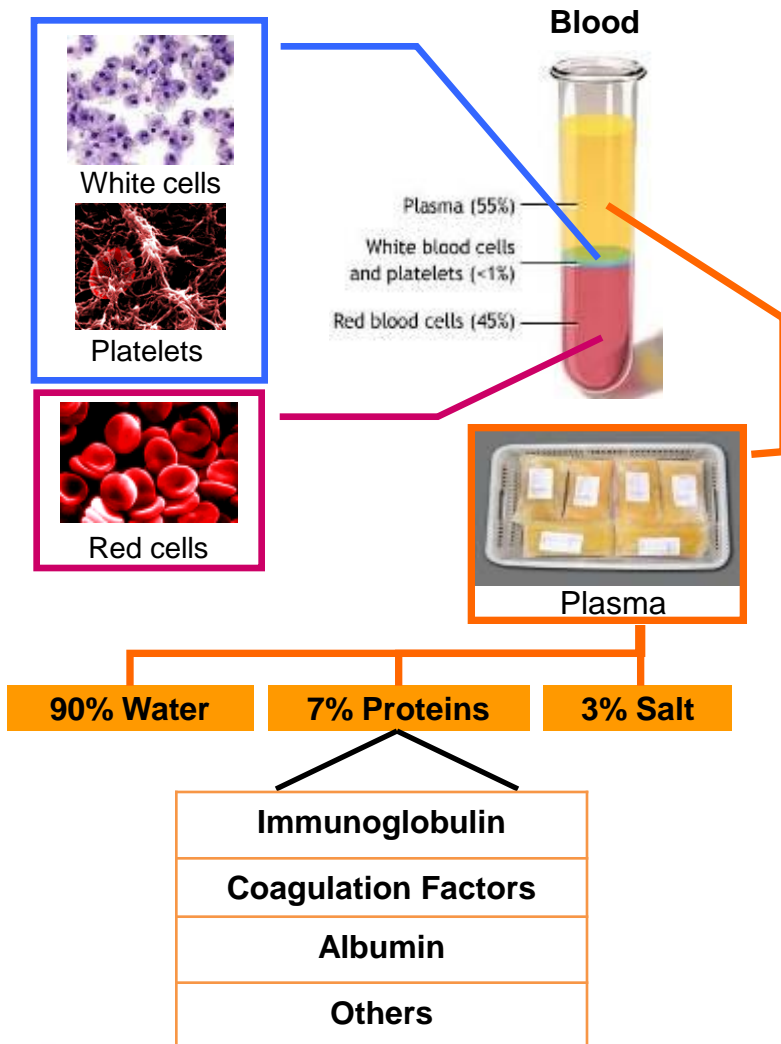 Blood
White cells
Platelets
Plasma (55%)
White blood cells
and platelets (<1%)
Red blood cells (45%)
Red cells
Plasma
90% Water
7% Proteins
3% Salt
Immunoglobulin
Coagulation Factors
Albumin
Others